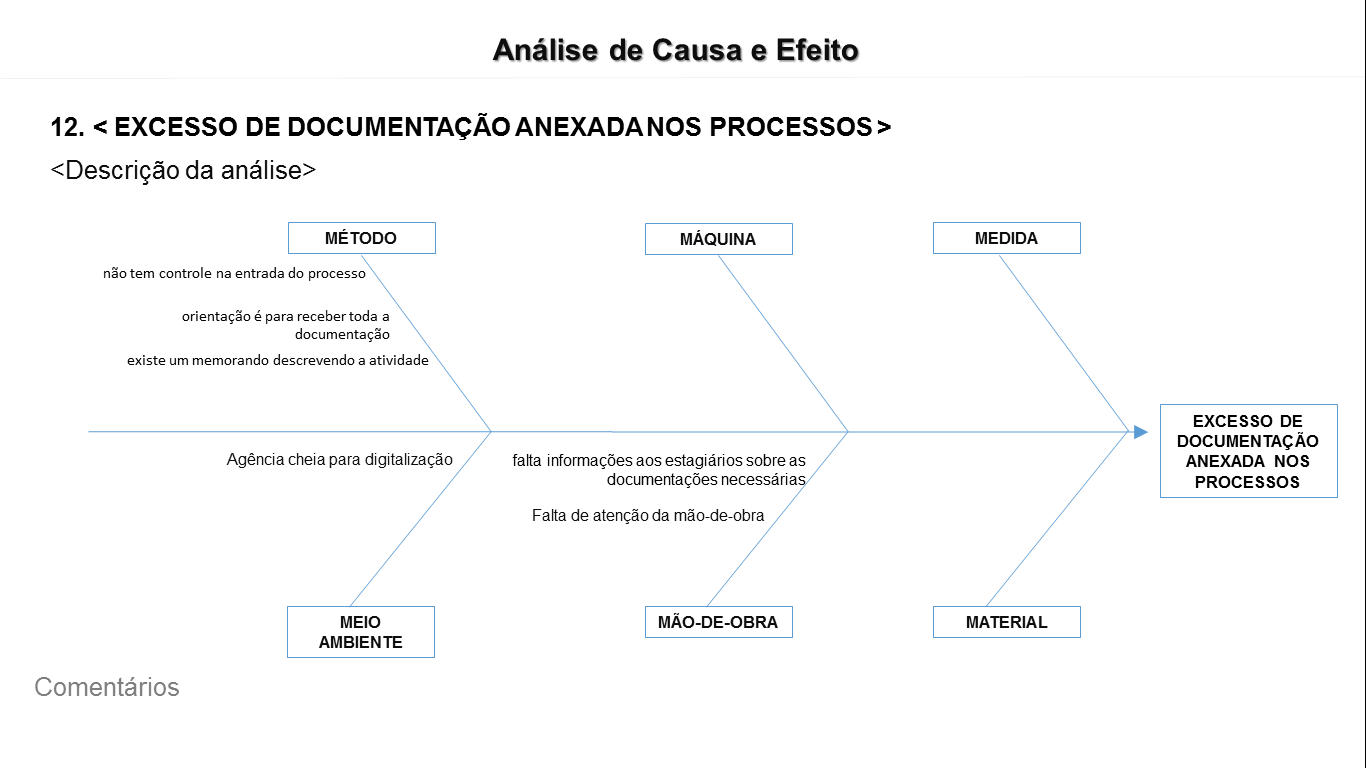 Análise de Causa e Efeito
12. < EXCESSO DE DOCUMENTAÇÃO ANEXADA NOS PROCESSOS >
<Descrição da análise>
MÉTODO
MÁQUINA
MEDIDA
não tem controle na entrada do processo
orientação é para receber toda a
documentação
existe um memorando descrevendo a atividade
EXCESSO DE
DOCUMENTAÇÃO
ANEXADA NOS
PROCESSOS
Agência cheia para digitalização
falta informações aos estagiários sobre as
documentações necessárias
Falta de atenção da mão-de-obra
MEIO
AMBIENTE
MÃO-DE-OBRA
MATERIAL
Comentários